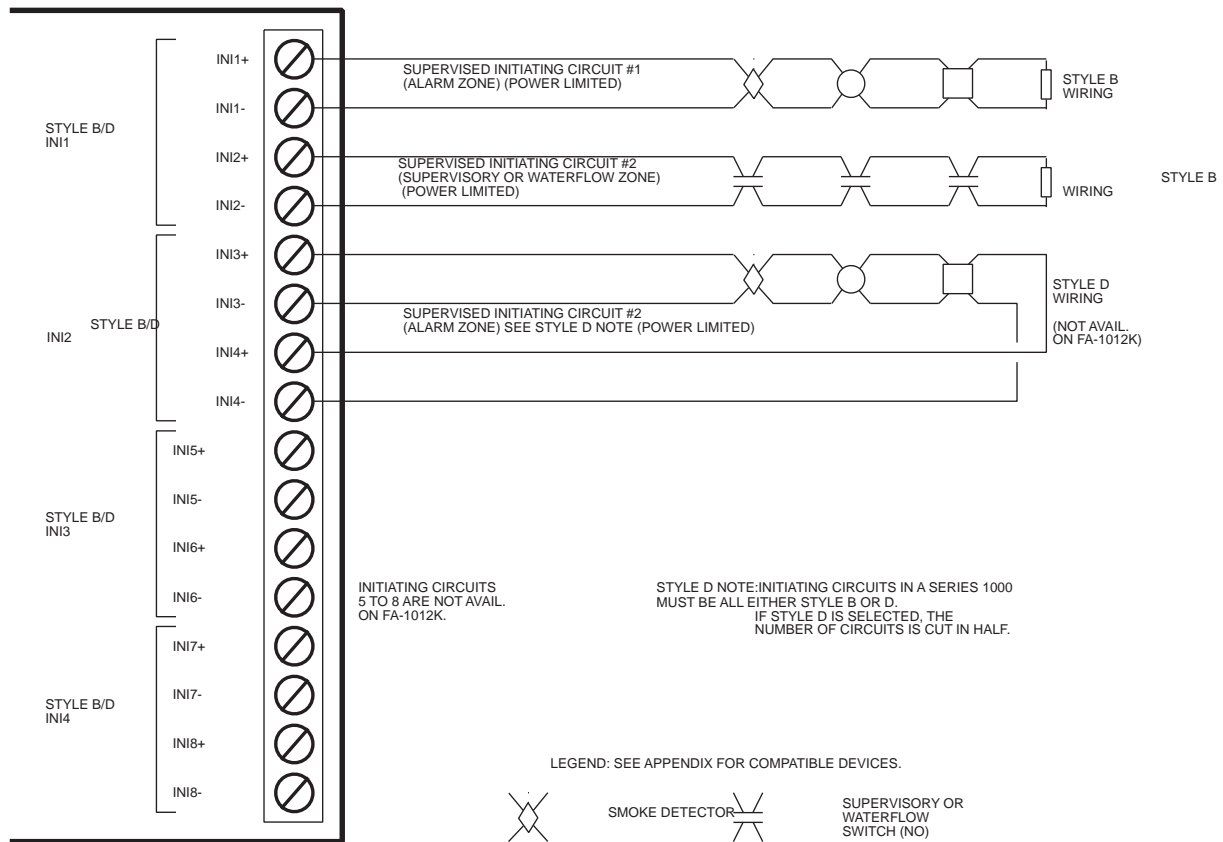 INI1+
SUPERVISED INITIATING CIRCUIT #1
(ALARM ZONE) (POWER LIMITED)
STYLE B
WIRING
INI1-
STYLE B/D
INI1
INI2+
SUPERVISED INITIATING CIRCUIT #2
(SUPERVISORY OR WATERFLOW ZONE)
(POWER LIMITED)
WIRING
STYLE B
INI2-
INI3+
INI3-
STYLE D
WIRING
(NOT AVAIL.
ON FA-1012K)
SUPERVISED INITIATING CIRCUIT #2
(ALARM ZONE) SEE STYLE D NOTE (POWER LIMITED)
STYLE B/D
INI2
INI4+
INI4-
INI5+
INI5-
STYLE B/D
INI3
INI6+
INI6-
INITIATING CIRCUITS
5 TO 8 ARE NOT AVAIL.
ON FA-1012K.
STYLE D NOTE:INITIATING CIRCUITS IN A SERIES 1000
MUST BE ALL EITHER STYLE B OR D.
IF STYLE D IS SELECTED, THE
NUMBER OF CIRCUITS IS CUT IN HALF.
INI7+
INI7-
STYLE B/D
INI4
INI8+
INI8-
LEGEND: SEE APPENDIX FOR COMPATIBLE DEVICES.
SMOKE DETECTOR
SUPERVISORY OR
WATERFLOW
SWITCH (NO)